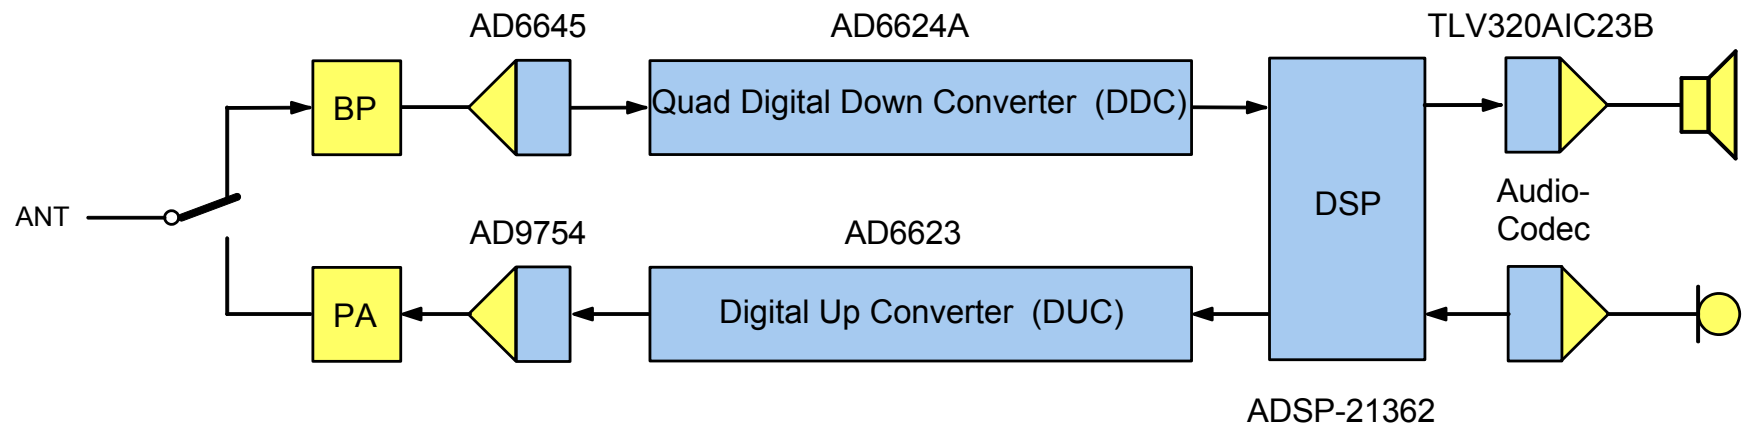 AD6645
AD6624A
TLV320AIC23B
BP
Quad Digital Down Converter (DDC)
DSP
Audio-
Codec
ANT
AD9754
AD6623
PA
Digital Up Converter (DUC)
ADSP-21362